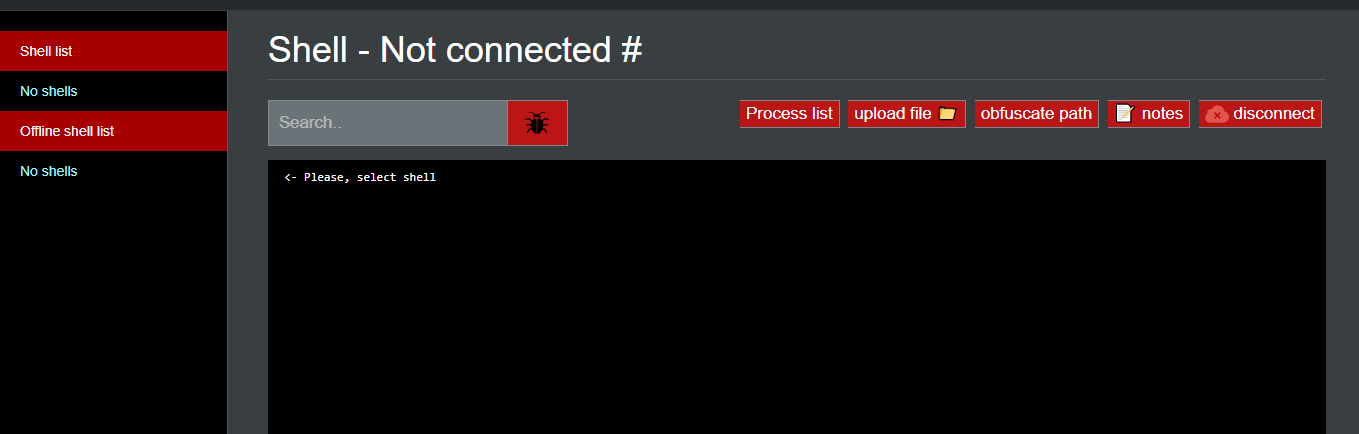 Shell list
No shells
Offline shell list
No shells
Shell - Not connected #
Search..
Process list
upload file
obfuscate path
notes
disconnect
<- Please, select shell